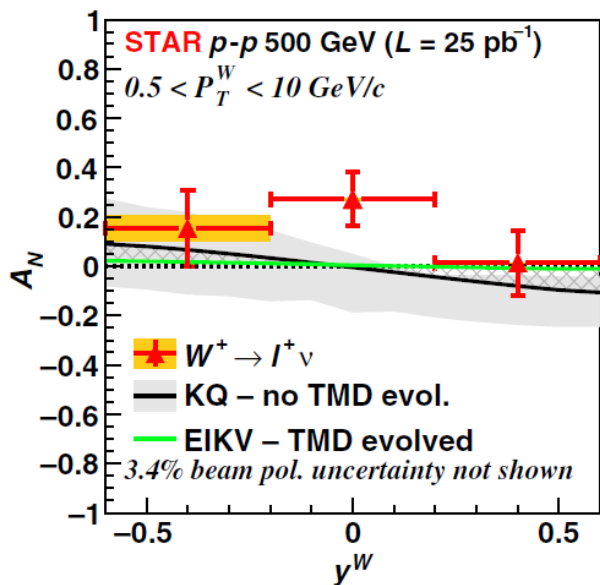 STAR p-p 500 GeV (L = 25 pb⁻¹)
0.5 < P_T^W < 10 GeV/c
1
0.8
0.6
0.4
0.2
0
−0.2
−0.4
−0.6
−0.8
−1
A_N
W⁺ → l⁺ ν
KQ – no TMD evol.
EIKV – TMD evolved
3.4% beam pol. uncertainty not shown
−0.5 0 0.5
y^W